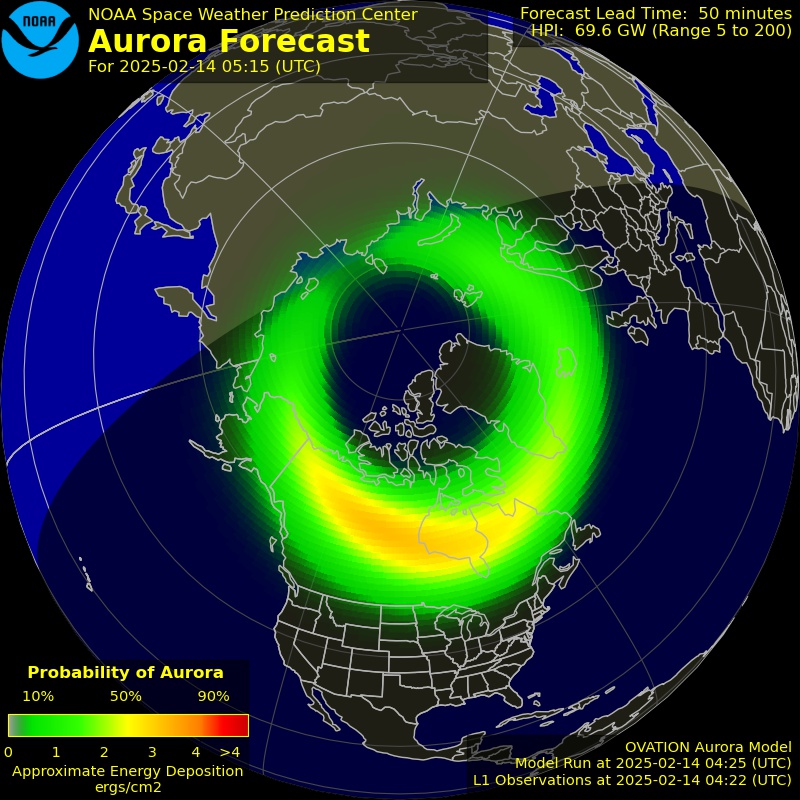 NOAA
NOAA Space Weather Prediction Center
Aurora Forecast
For 2025-02-14 05:15 (UTC)
Forecast Lead Time: 50 minutes
HPI: 69.6 GW (Range 5 to 200)
Probability of Aurora
10% 50% 90%
0 1 2 3 4 >4
Approximate Energy Deposition
ergs/cm2
OVATION Aurora Model
Model Run at 2025-02-14 04:25 (UTC)
L1 Observations at 2025-02-14 04:22 (UTC)